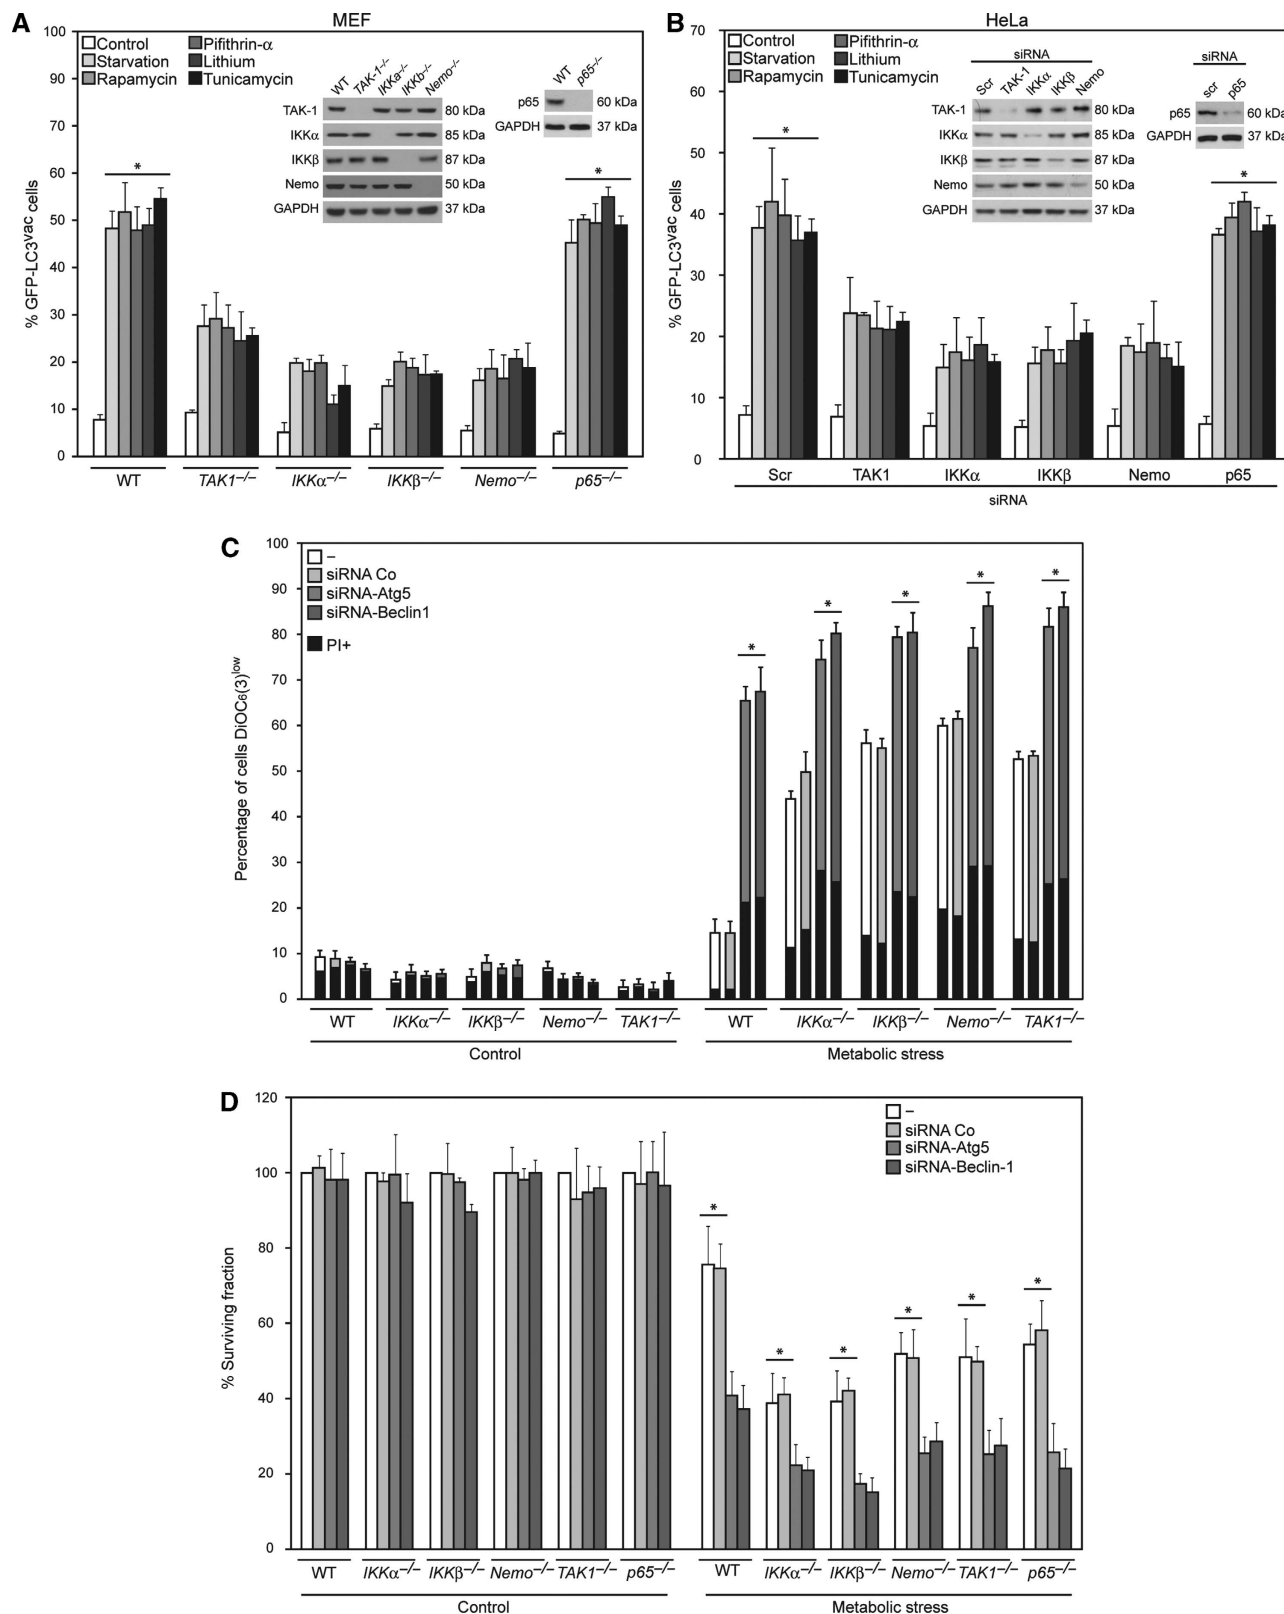 A
MEF
% GFP-LC3vac cells
100
90
80
70
60
50
40
30
20
10
0
Control
Starvation
Rapamycin
Pifithrin-α
Lithium
Tunicamycin
WT TAK-1-/- IKKa-/- IKKb-/- Nemo-/-
TAK-1 80 kDa
IKKα 85 kDa
IKKβ 87 kDa
Nemo 50 kDa
GAPDH 37 kDa
WT p65-/-
p65 60 kDa
GAPDH 37 kDa
* *
WT TAK1–/– IKKα–/– IKKβ–/– Nemo–/– p65–/–
B
HeLa
% GFP-LC3vac cells
70
60
50
40
30
20
10
0
Control
Starvation
Rapamycin
Pifithrin-α
Lithium
Tunicamycin
siRNA
Scr TAK-1 IKKα IKKβ Nemo
TAK-1 80 kDa
IKKα 85 kDa
IKKβ 87 kDa
Nemo 50 kDa
GAPDH 37 kDa
siRNA
scr p65
p65 60 kDa
GAPDH 37 kDa
* *
Scr TAK1 IKKα IKKβ Nemo p65
siRNA
C
Percentage of cells DiOC6(3)low
100
90
80
70
60
50
40
30
20
10
0
–
siRNA Co
siRNA-Atg5
siRNA-Beclin1
PI+
* * * * *
WT IKKα–/– IKKβ–/– Nemo–/– TAK1–/– WT IKKα–/– IKKβ–/– Nemo–/– TAK1–/–
Control Metabolic stress
D
% Surviving fraction
120
100
80
60
40
20
0
–
siRNA Co
siRNA-Atg5
siRNA-Beclin-1
* * * * * *
WT IKKα–/– IKKβ–/– Nemo–/– TAK1–/– p65–/– WT IKKα–/– IKKβ–/– Nemo–/– TAK1–/– p65–/–
Control Metabolic stress